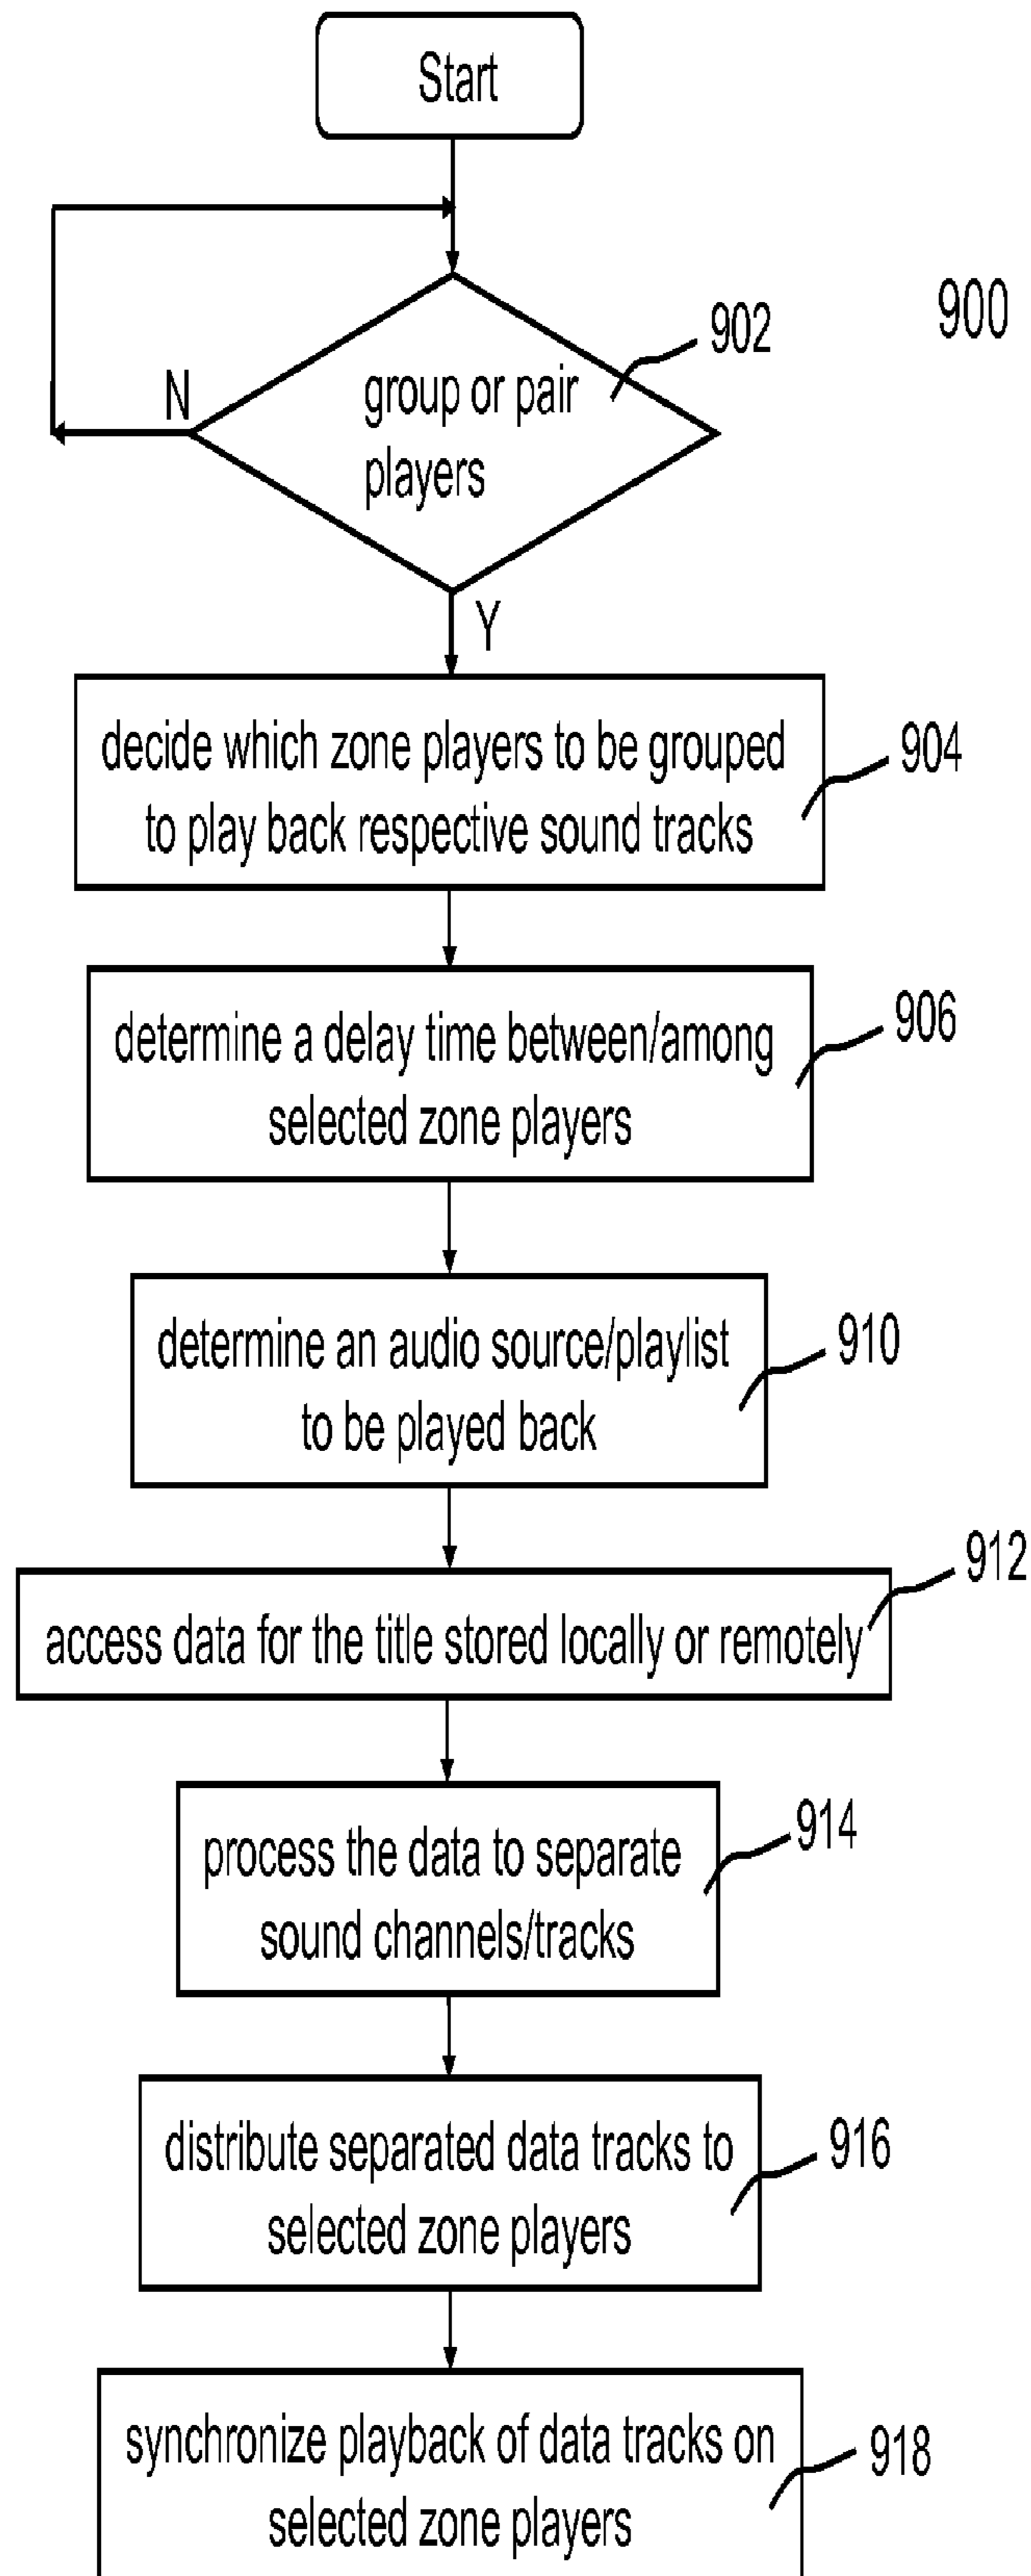 Start
900
902
group or pair
players
N
Y
decide which zone players to be grouped
to play back respective sound tracks
904
determine a delay time between/among
selected zone players
906
determine an audio source/playlist
to be played back
910
access data for the title stored locally or remotely
912
process the data to separate
sound channels/tracks
914
distribute separated data tracks to
selected zone players
916
synchronize playback of data tracks on
selected zone players
918